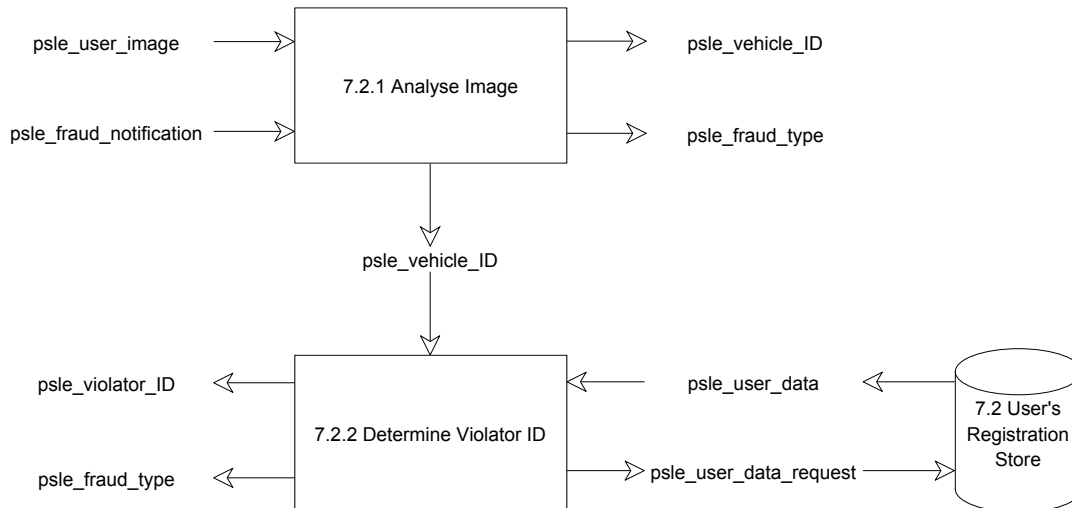 psle_user_image
psle_vehicle_ID
7.2.1 Analyse Image
psle_fraud_notification
psle_fraud_type
psle_vehicle_ID
psle_violator_ID
psle_user_data
7.2.2 Determine Violator ID
7.2 User's
Registration
Store
psle_fraud_type
psle_user_data_request